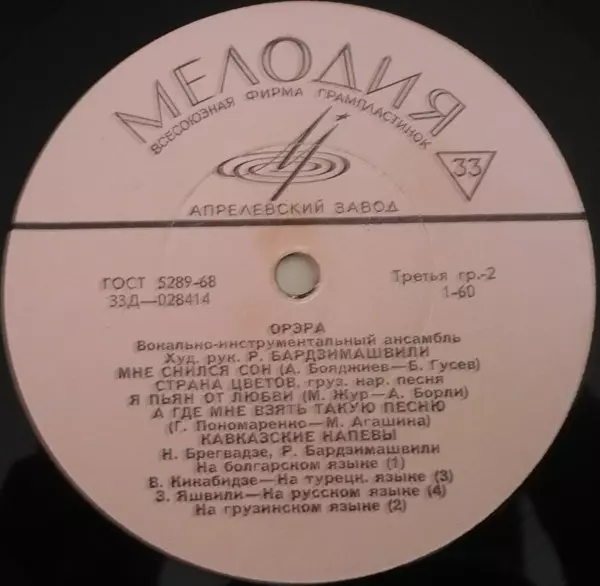 МЕЛОДИЯ
ВСЕСОЮЗНАЯ ФИРМА ГРАМПЛАСТИНОК
33
АПРЕЛЕВСКИЙ ЗАВОД
ГОСТ 5289-68
33Д—028414
Третья гр.-2
1-60
ОРЭРА
Вокально-инструментальный ансамбль
Худ. рук. Р. БАРДЗИМАШВИЛИ
МНЕ СНИЛСЯ СОН (А. Бояджиев—Б. Гусев)
СТРАНА ЦВЕТОВ, груз. нар. песня
Я ПЬЯН ОТ ЛЮБВИ (М. Жур—А. Борли)
А ГДЕ МНЕ ВЗЯТЬ ТАКУЮ ПЕСНЮ
(Г. Пономаренко—М. Агашина)
КАВКАЗСКИЕ НАПЕВЫ
Н. Брегвадзе, Р. Бардзимашвили
На болгарском языке (1)
В. Кикабидзе—На турецк. языке (3)
З. Яшвили—На русском языке (4)
На грузинском языке (2)